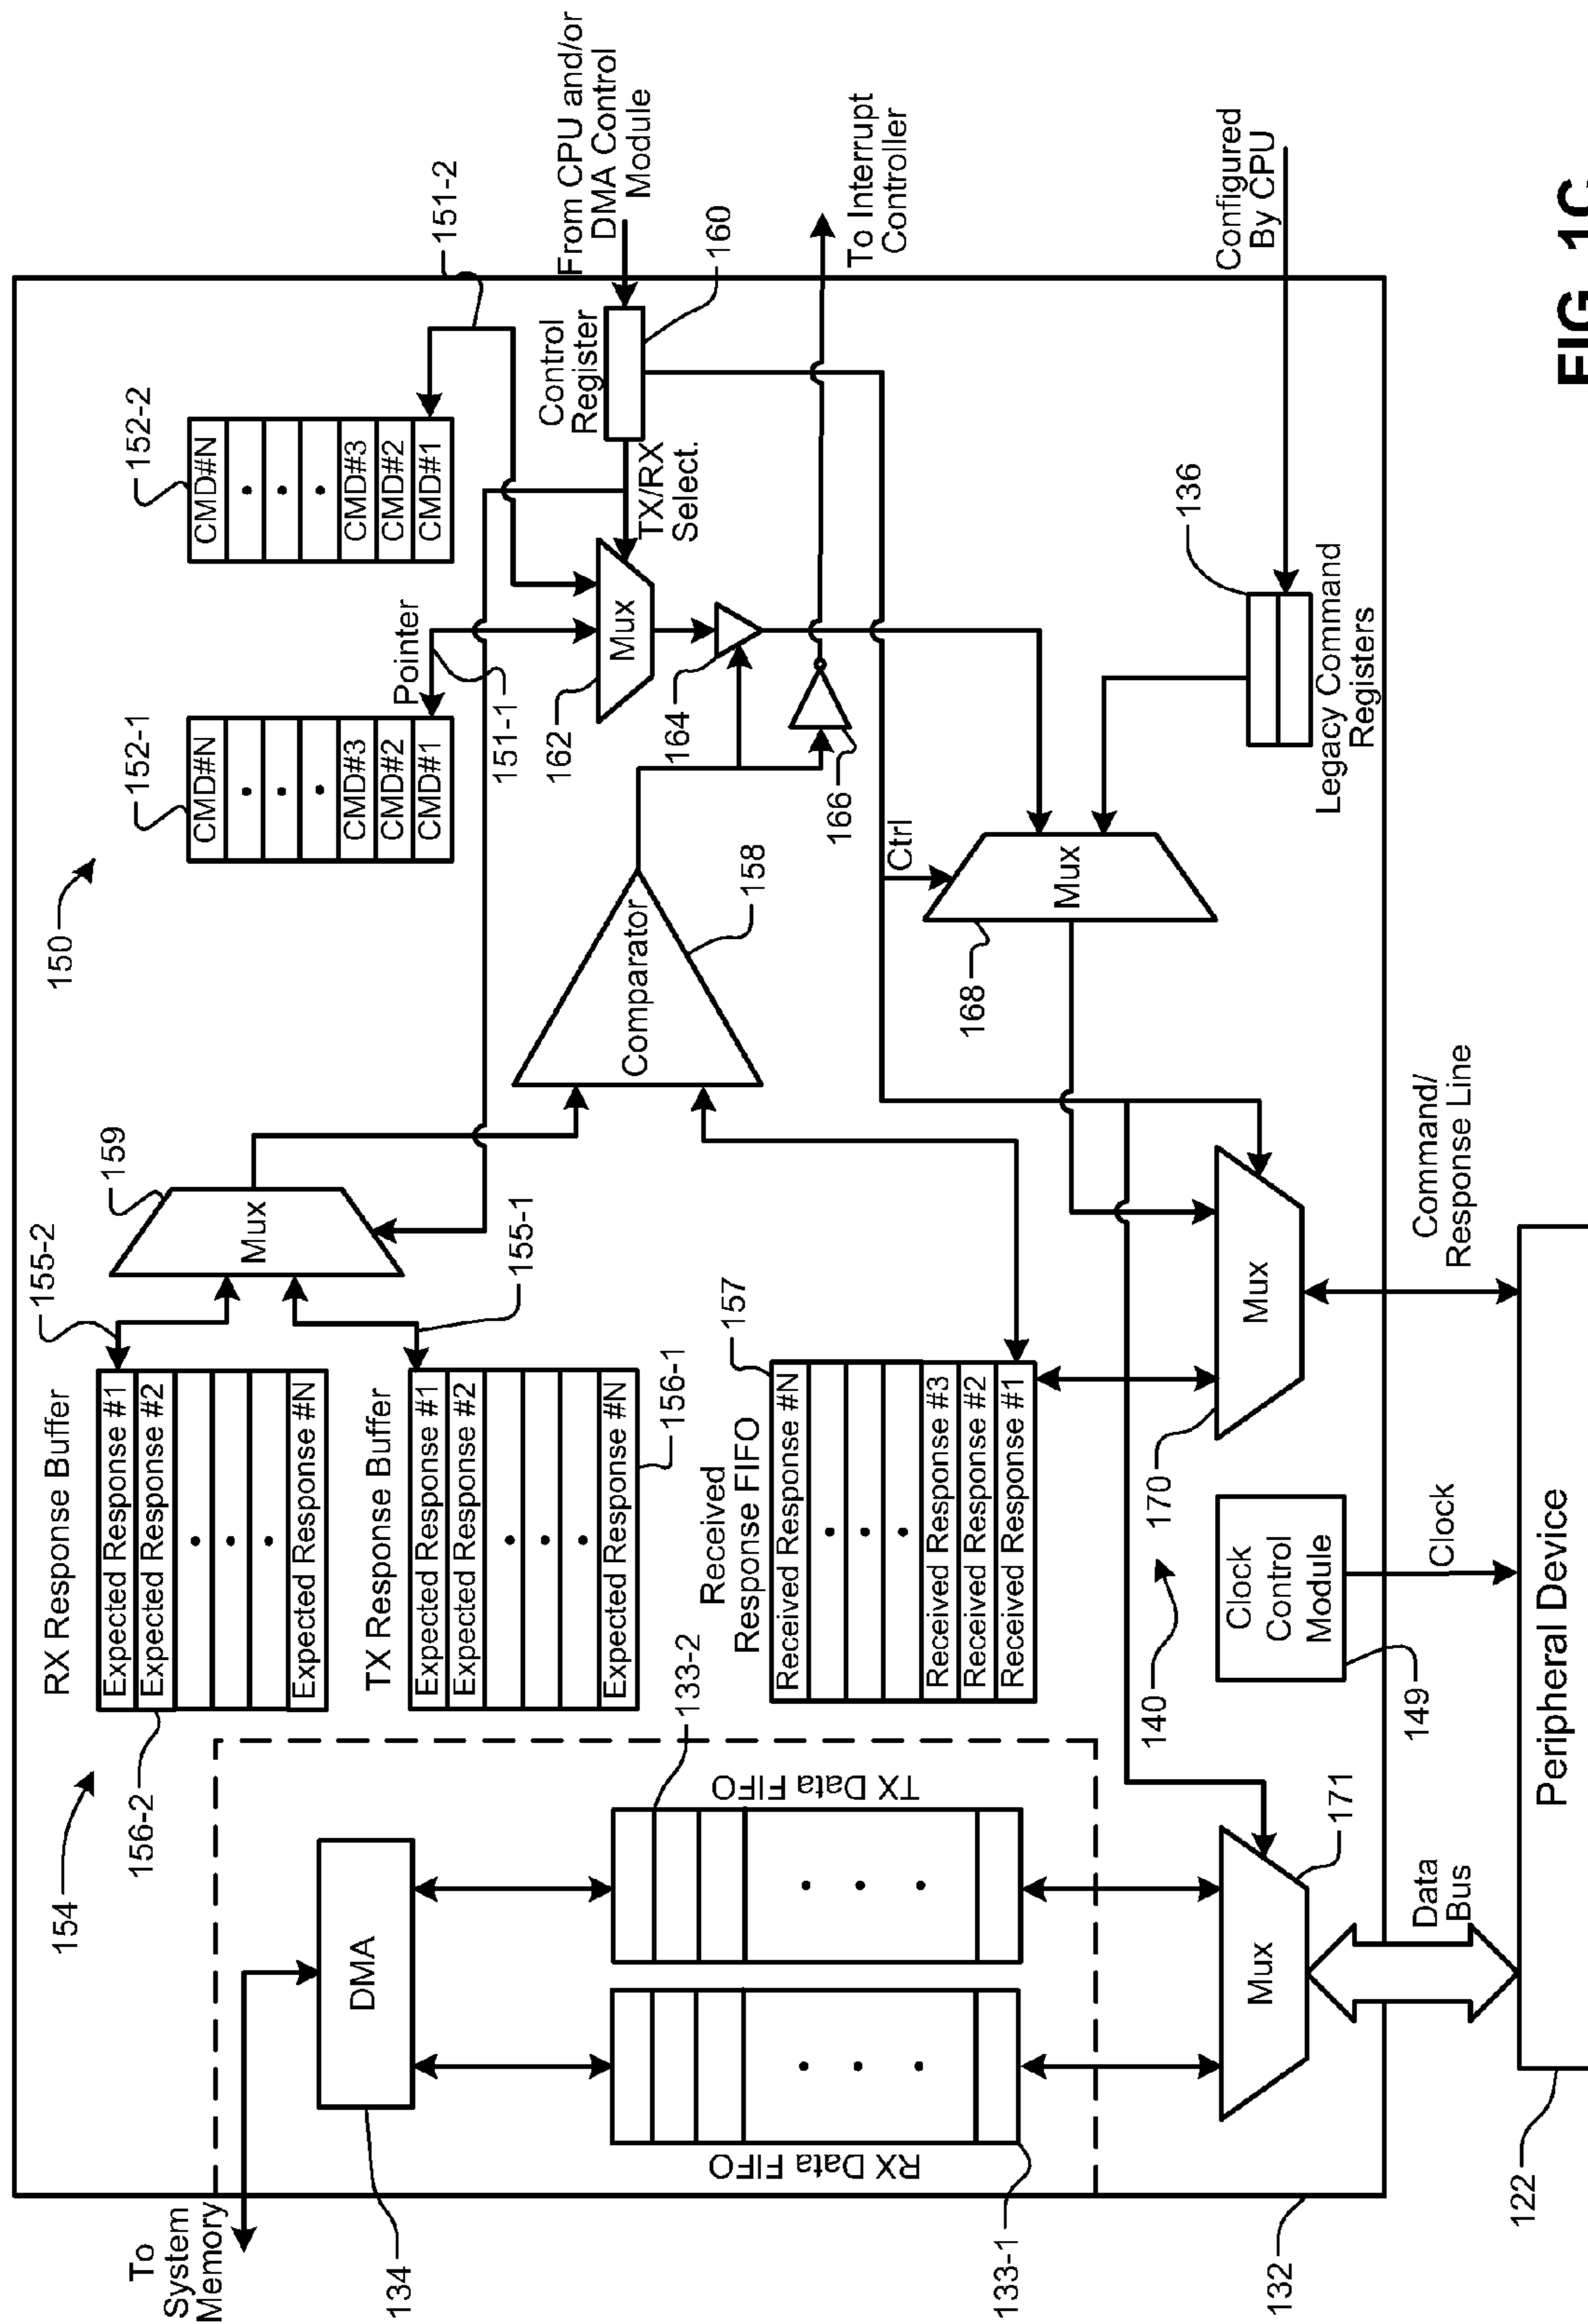 154
150
RX Response Buffer
Expected Response #1
Expected Response #2
Expected Response #N
156-2
155-2
159
Mux
TX Response Buffer
Expected Response #1
Expected Response #2
Expected Response #N
156-1
155-1
152-1
CMD#N
CMD#3
CMD#2
CMD#1
152-2
CMD#N
CMD#3
CMD#2
CMD#1
Pointer
151-1
151-2
To
System
Memory
DMA
134
RX Data FIFO
TX Data FIFO
133-1
133-2
Received
Response FIFO
157
Received Response #N
Received Response #3
Received Response #2
Received Response #1
Comparator
158
162
Mux
TX/RX
Select.
Control
Register
160
From CPU and/or
DMA Control
Module
164
166
To Interrupt
Controller
Ctrl
Mux
168
136
Legacy Command
Registers
Configured
By CPU
140
Mux
171
Clock
Control
Module
149
170
Mux
132
Data
Bus
Clock
Command/
Response Line
122
Peripheral Device